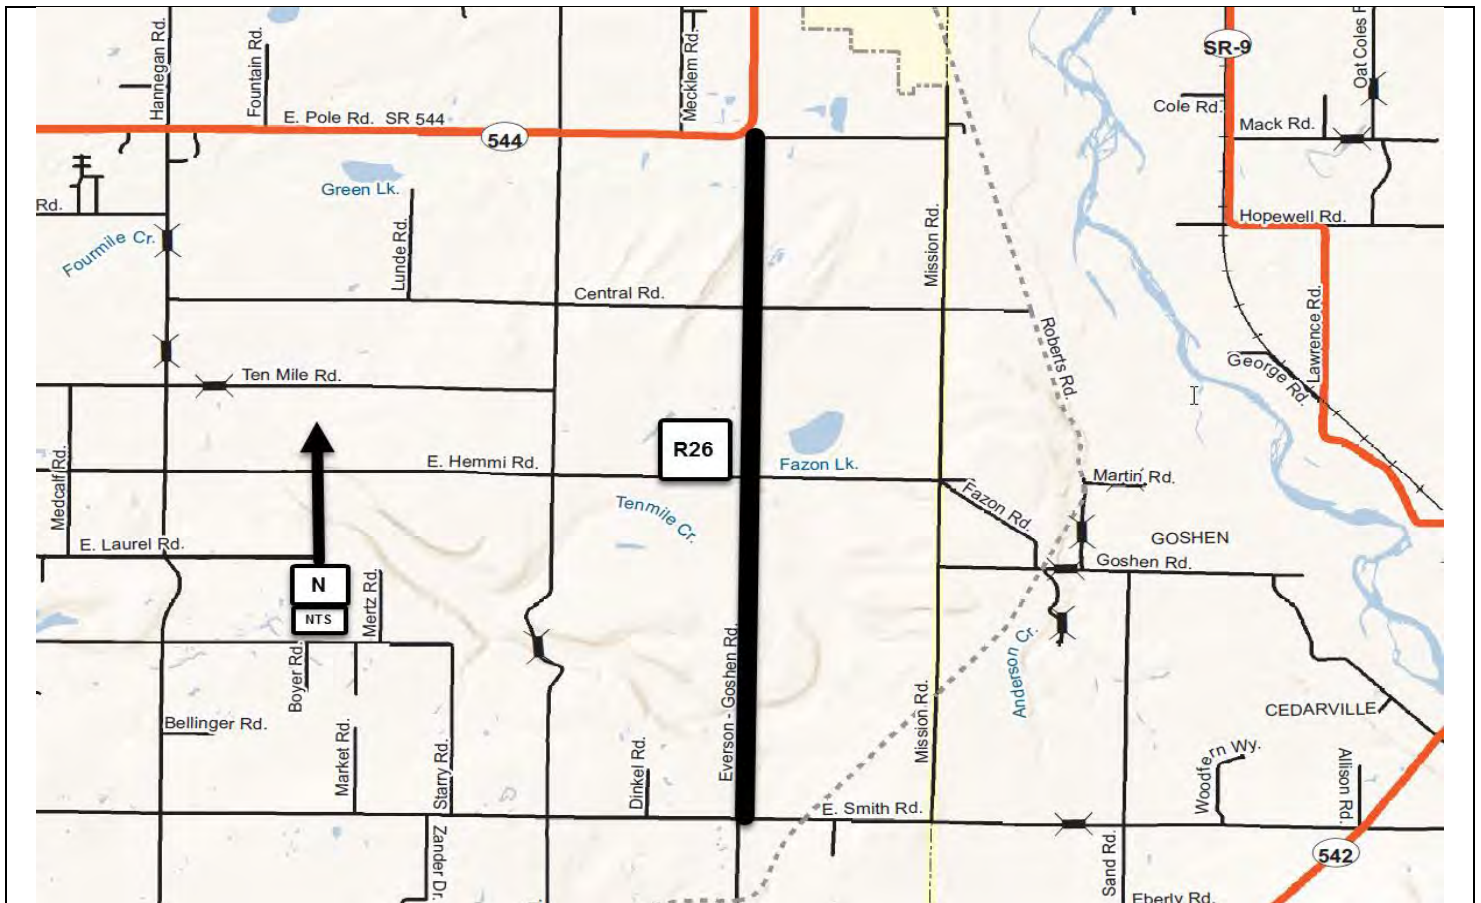 Hannegan Rd.
Fountain Rd.
Mecklem Rd.
SR-9
Oat Coles R
Cole Rd.
Mack Rd.
E. Pole Rd. SR 544
544
Green Lk.
Rd.
Fourmile Cr.
Lunde Rd.
Mission Rd.
Hopewell Rd.
Central Rd.
Roberts Rd.
Lawrence Rd.
George Rd.
Ten Mile Rd.
Medcalf Rd.
E. Hemmi Rd.
R26
Fazon Lk.
Tenmile Cr.
Fazon Rd.
Martin Rd.
GOSHEN
Goshen Rd.
E. Laurel Rd.
N
NTS
Mertz Rd.
Boyer Rd.
Everson - Goshen Rd.
Anderson Cr.
Mission Rd.
Bellinger Rd.
Market Rd.
Starry Rd.
Dinkel Rd.
CEDARVILLE
Woodfern Wy.
Allison Rd.
E. Smith Rd.
Zander Dr.
Sand Rd.
542
Eberly Rd.